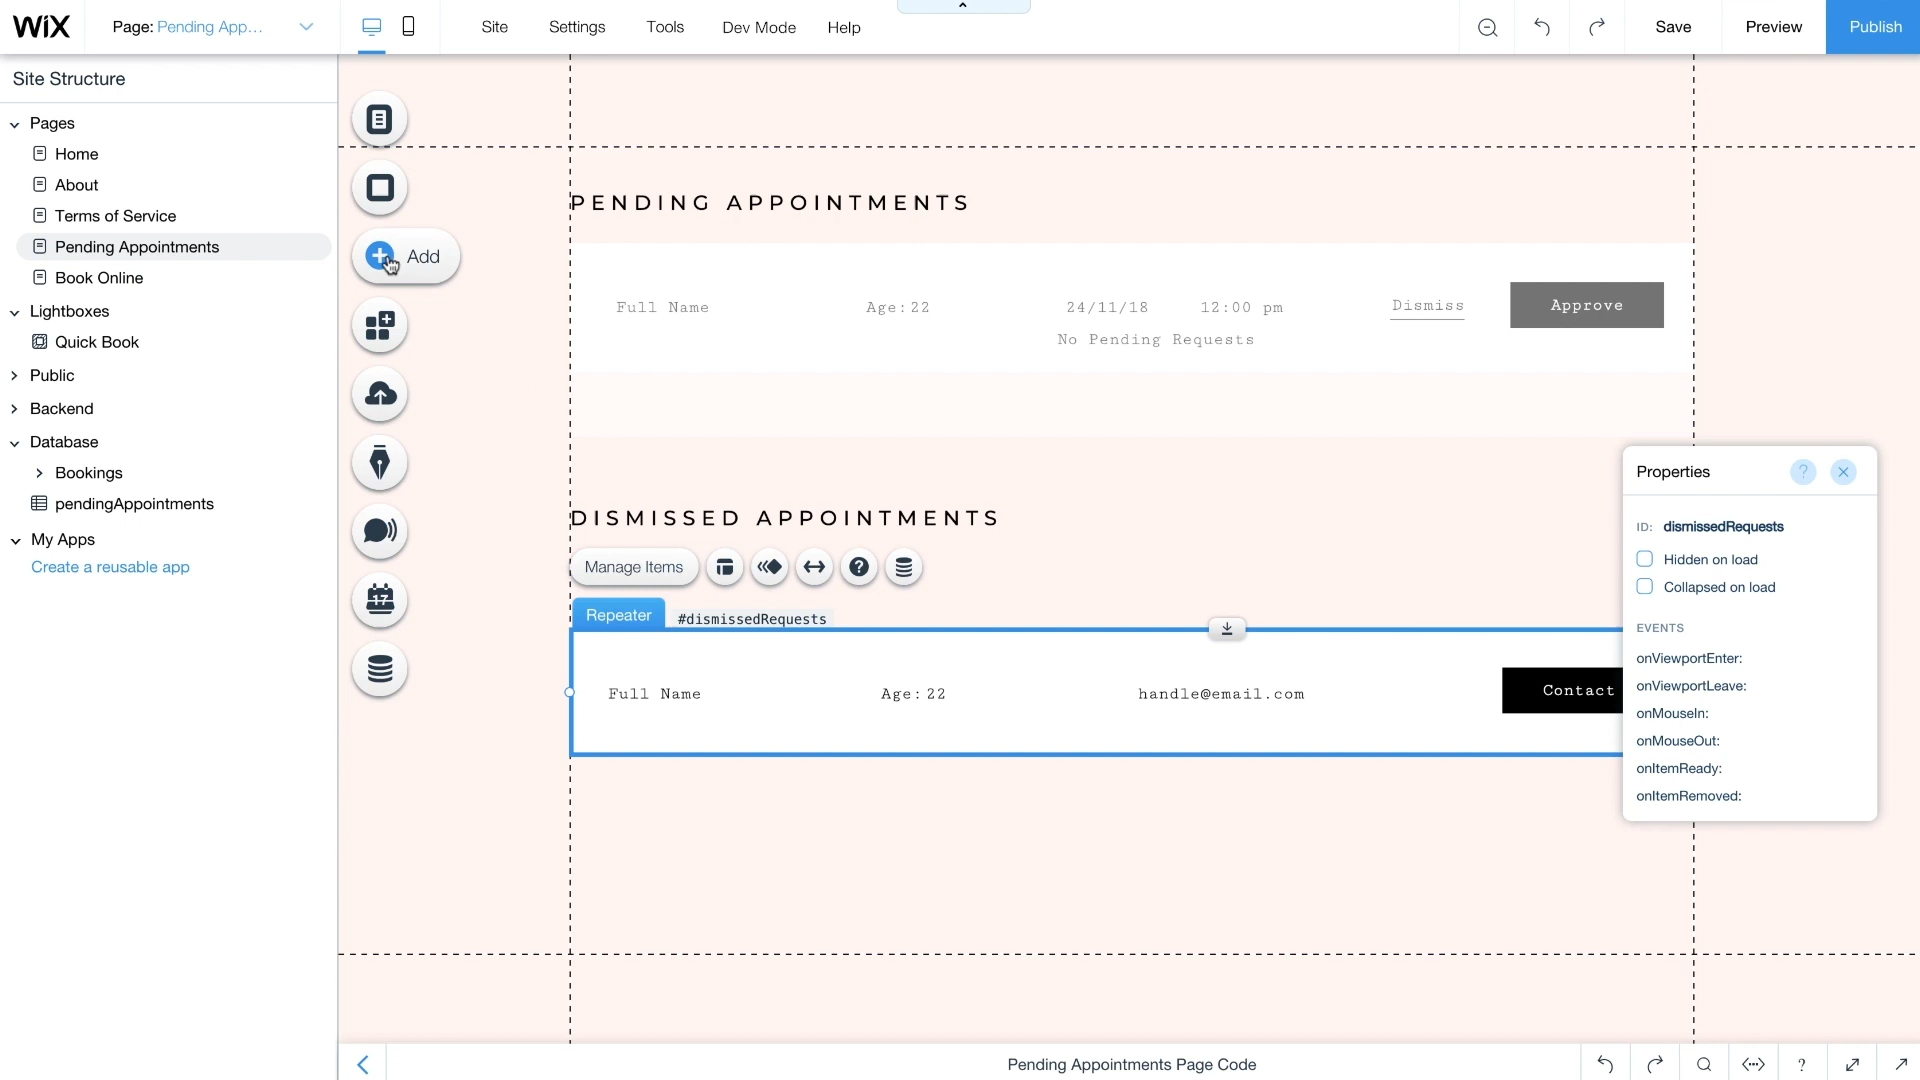 WiX
Page: Pending App...
Site
Settings
Tools
Dev Mode
Help
Save
Preview
Publish
Site Structure
Pages
Home
About
Terms of Service
Pending Appointments
Book Online
Lightboxes
Quick Book
Public
Backend
Database
Bookings
pendingAppointments
My Apps
Create a reusable app
Add
17
PENDING APPOINTMENTS
Full Name
Age: 22
24/11/18
12:00 pm
Dismiss
Approve
No Pending Requests
DISMISSED APPOINTMENTS
Manage Items
?
Repeater
#dismissedRequests
Full Name
Age: 22
handle@email.com
Contact
Properties
?
ID: dismissedRequests
Hidden on load
Collapsed on load
EVENTS
onViewportEnter:
onViewportLeave:
onMouseIn:
onMouseOut:
onItemReady:
onItemRemoved:
Pending Appointments Page Code
?